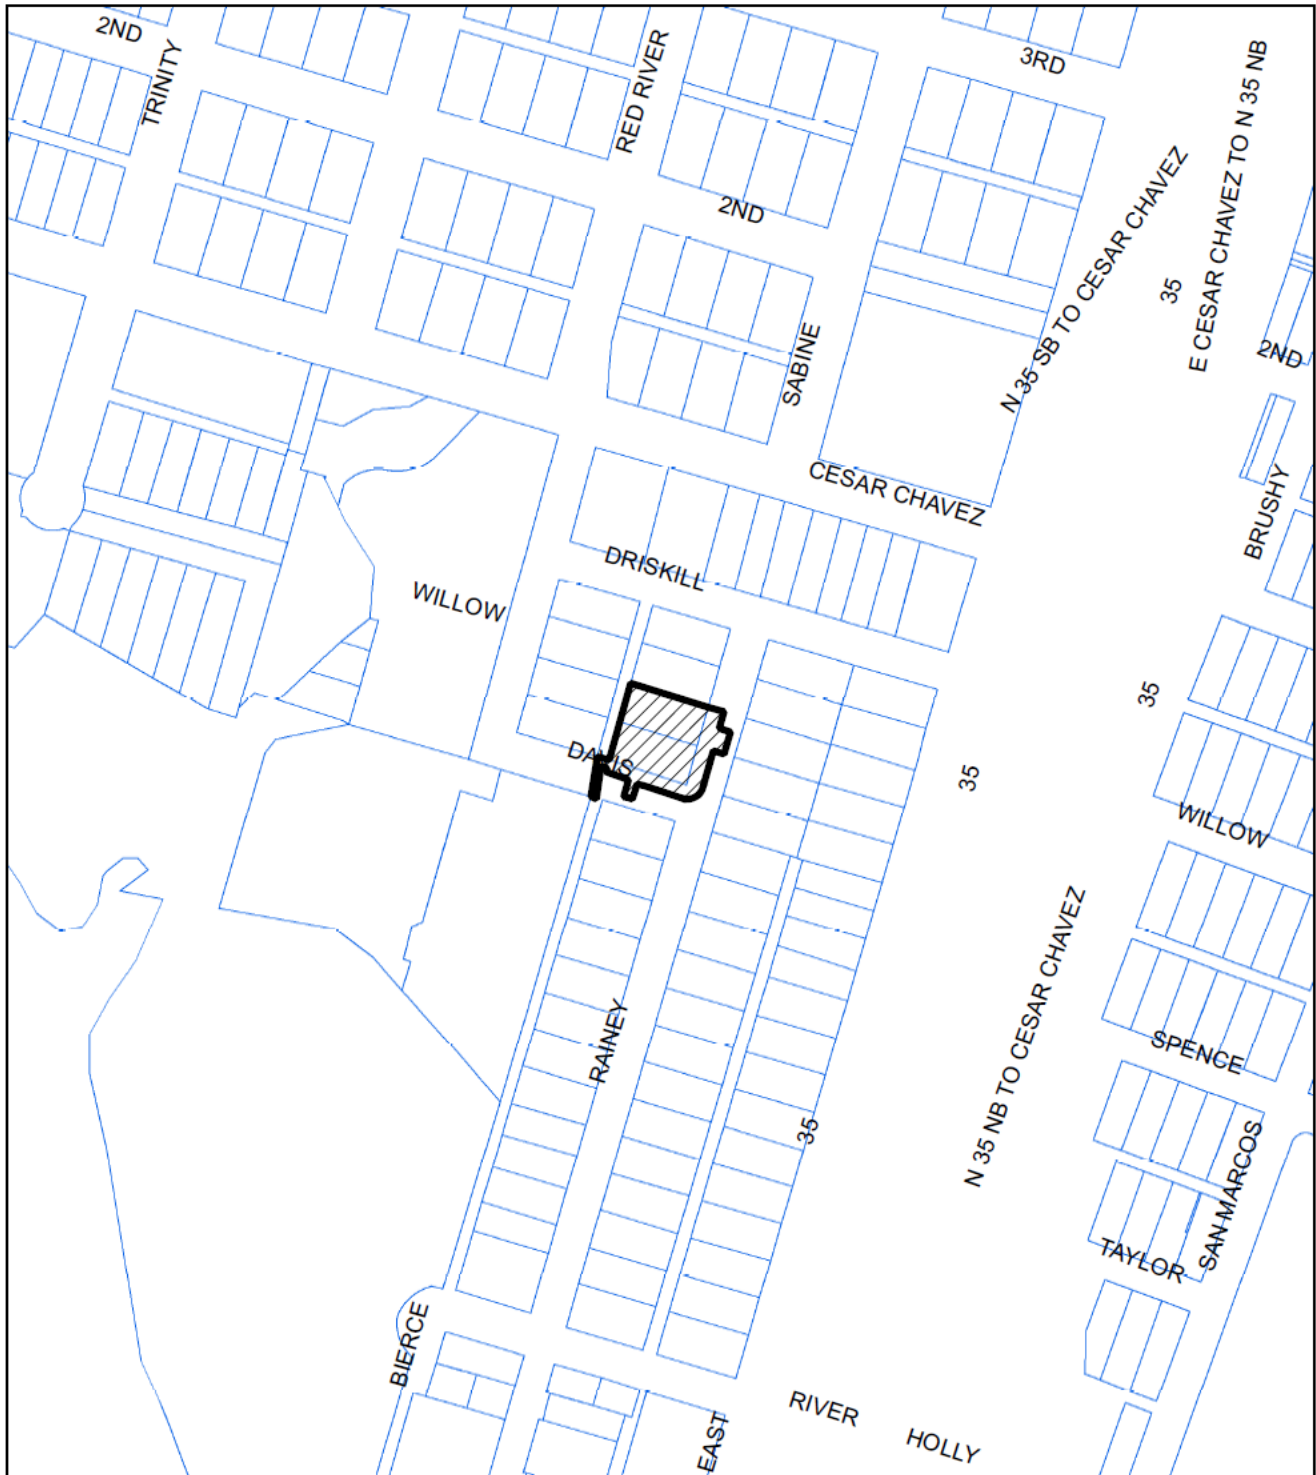 2ND
TRINITY
RED RIVER
3RD
E CESAR CHAVEZ TO N 35 NB
N 35 SB TO CESAR CHAVEZ
2ND
35
2ND
SABINE
CESAR CHAVEZ
BRUSHY
DRISKILL
WILLOW
35
DAVIS
35
WILLOW
N 35 NB TO CESAR CHAVEZ
RAINEY
SPENCE
35
SAN MARCOS
TAYLOR
BIERCE
RIVER
HOLLY
EAST